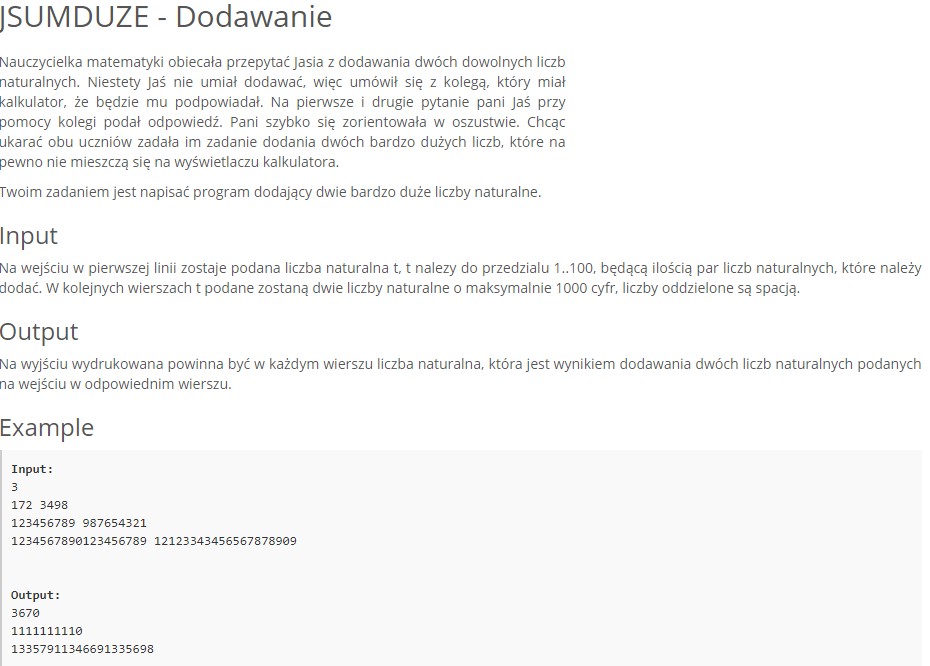 JSUMDUZE - Dodawanie
Nauczycielka matematyki obiecała przepytać Jasia z dodawania dwóch dowolnych liczb
naturalnych. Niestety Jaś nie umiał dodawać, więc umówił się z kolegą, który miał
kalkulator, że będzie mu podpowiadał. Na pierwsze i drugie pytanie pani Jaś przy
pomocy kolegi podał odpowiedź. Pani szybko się zorientowała w oszustwie. Chcąc
ukarać obu uczniów zadała im zadanie dodania dwóch bardzo dużych liczb, które na
pewno nie mieszczą się na wyświetlaczu kalkulatora.
Twoim zadaniem jest napisać program dodający dwie bardzo duże liczby naturalne.
Input
Na wejściu w pierwszej linii zostaje podana liczba naturalna t, t nalezy do przedzialu 1..100, będącą ilością par liczb naturalnych, które należy
dodać. W kolejnych wierszach t podane zostaną dwie liczby naturalne o maksymalnie 1000 cyfr, liczby oddzielone są spacją.
Output
Na wyjściu wydrukowana powinna być w każdym wierszu liczba naturalna, która jest wynikiem dodawania dwóch liczb naturalnych podanych
na wejściu w odpowiednim wierszu.
Example
Input:
3
172 3498
123456789 987654321
1234567890123456789 12123343456567878909
Output:
3670
1111111110
13357911346691335698